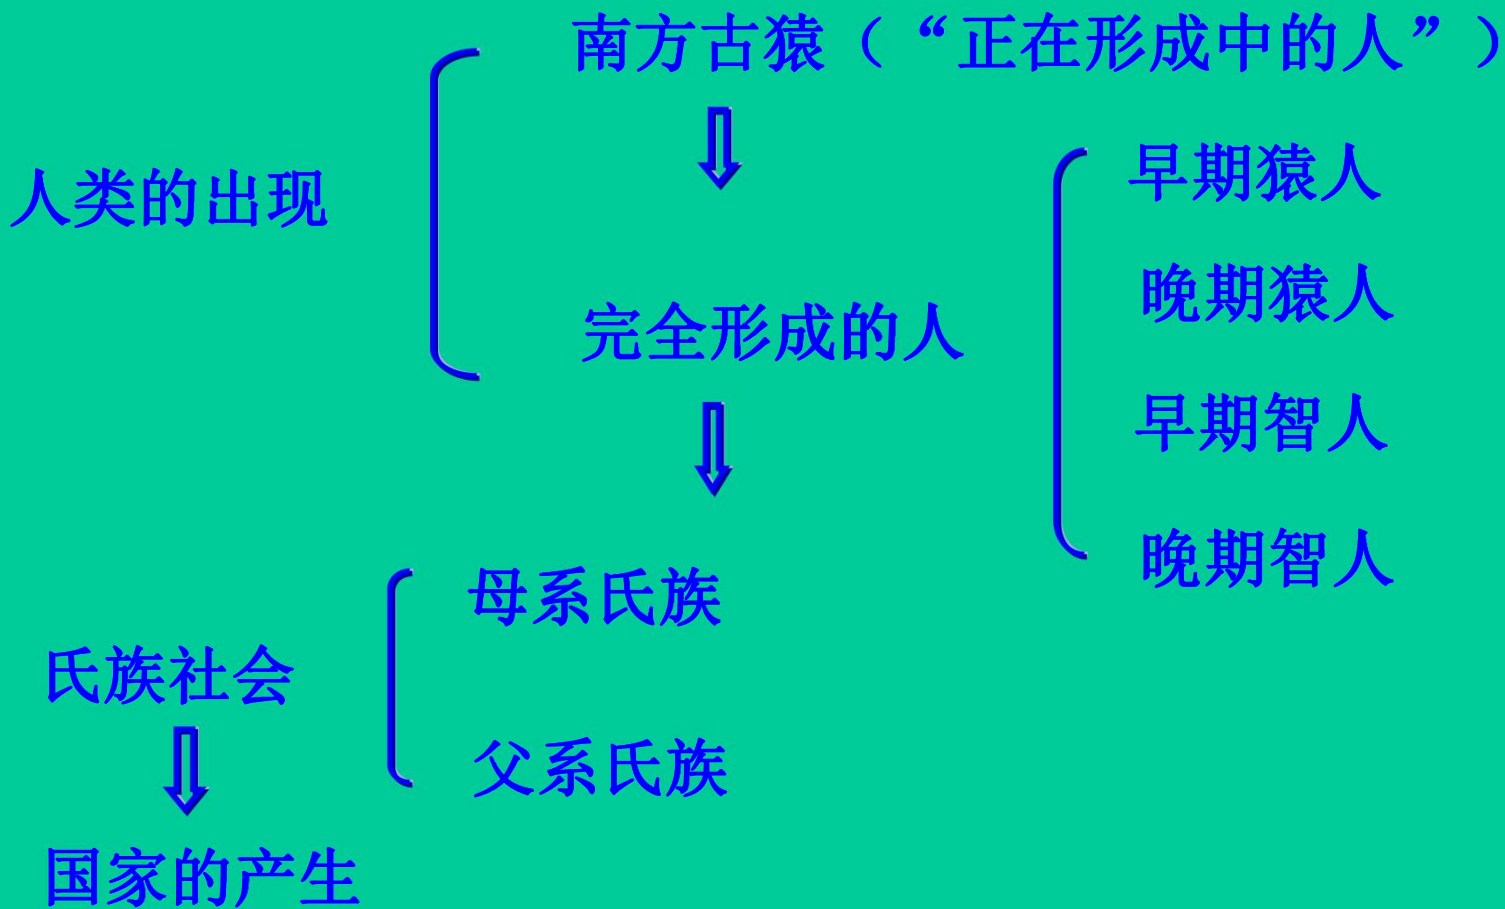 南方古猿（“正在形成中的人”）
人类的出现
完全形成的人
早期猿人
晚期猿人
早期智人
晚期智人
氏族社会
母系氏族
父系氏族
国家的产生